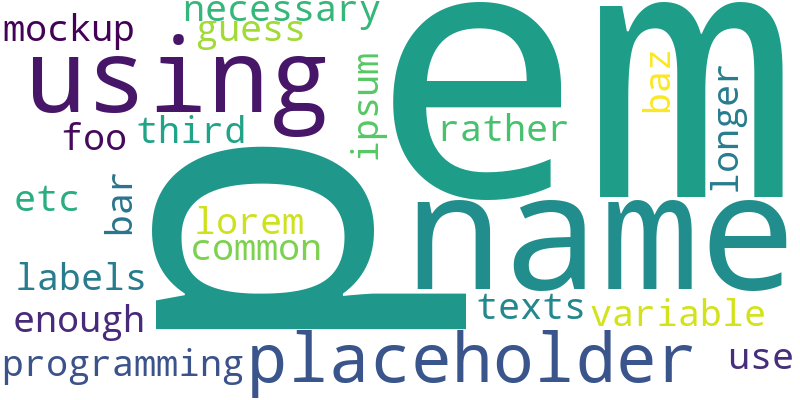 necessary
mockup
guess
using
em
baz
ipsum
longer
foo
third
rather
p
bar
etc
lorem
name
common
labels
texts
variable
enough
programming
placeholder
use